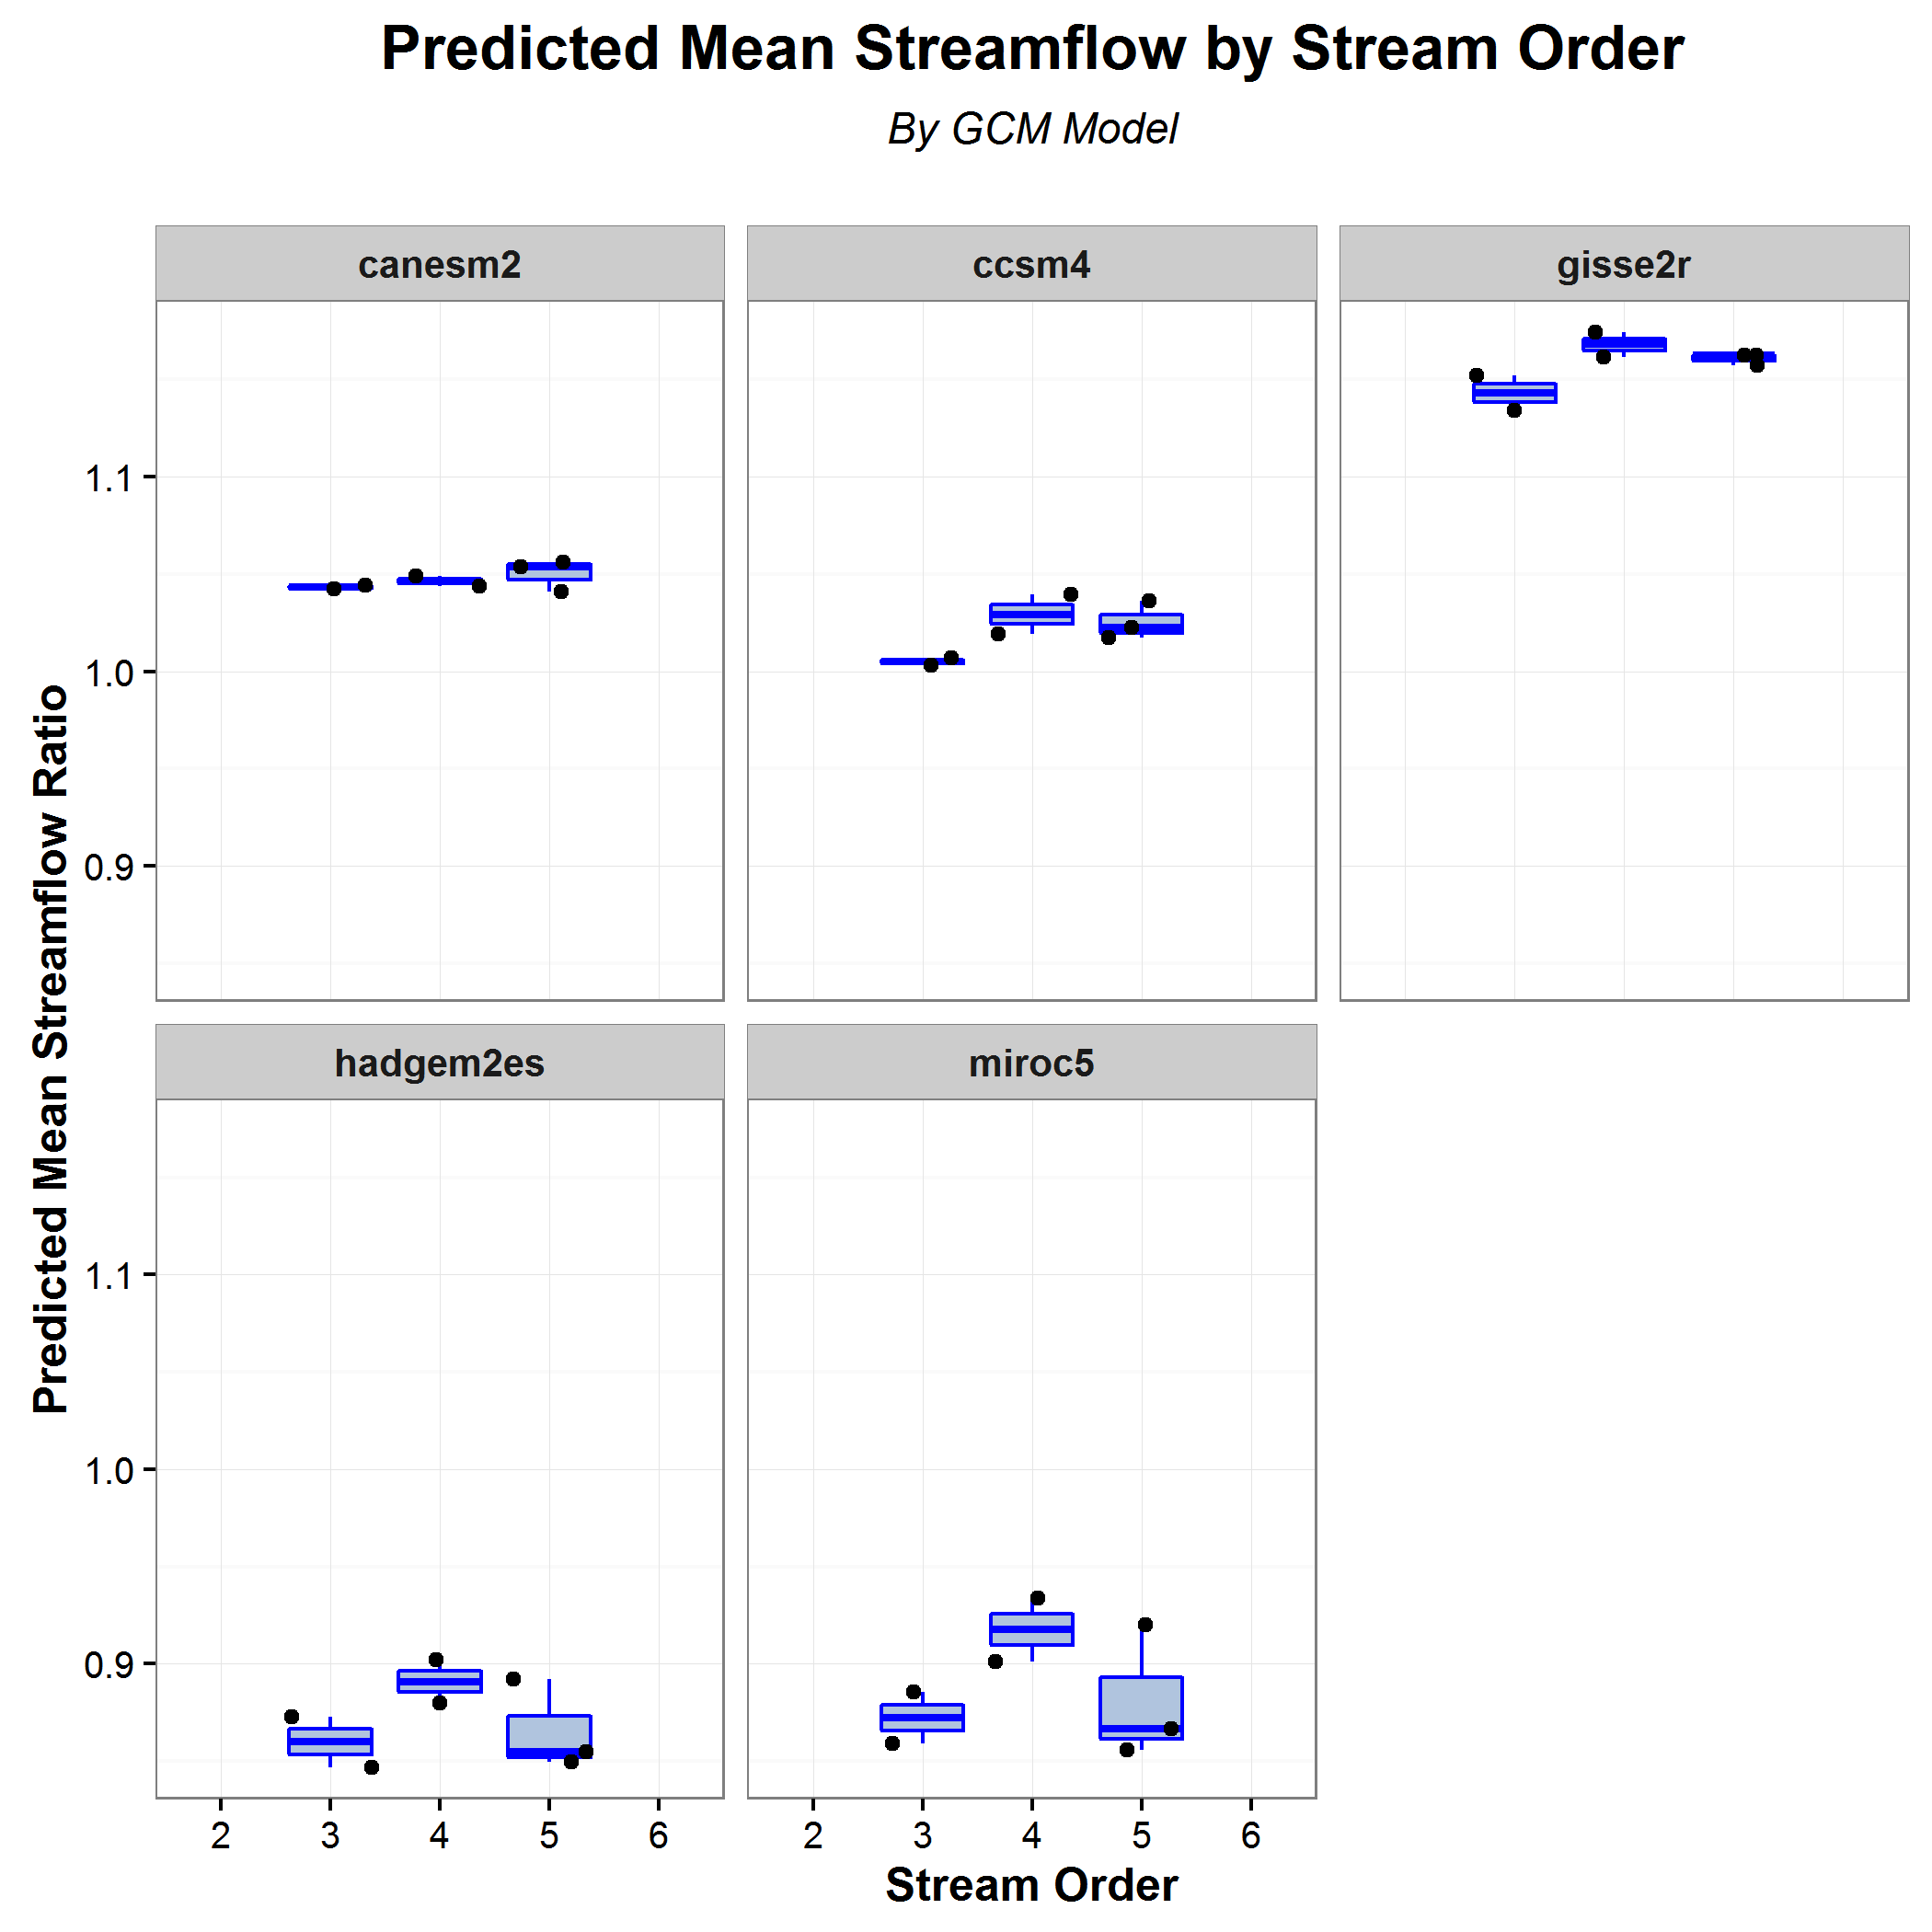 Predicted Mean Streamflow by Stream Order
By GCM Model
canesm2
ccsm4
gisse2r
1.1
1.0
0.9
Predicted Mean Streamflow Ratio
hadgem2es
miroc5
1.1
1.0
0.9
2 3 4 5 6
2 3 4 5 6
Stream Order